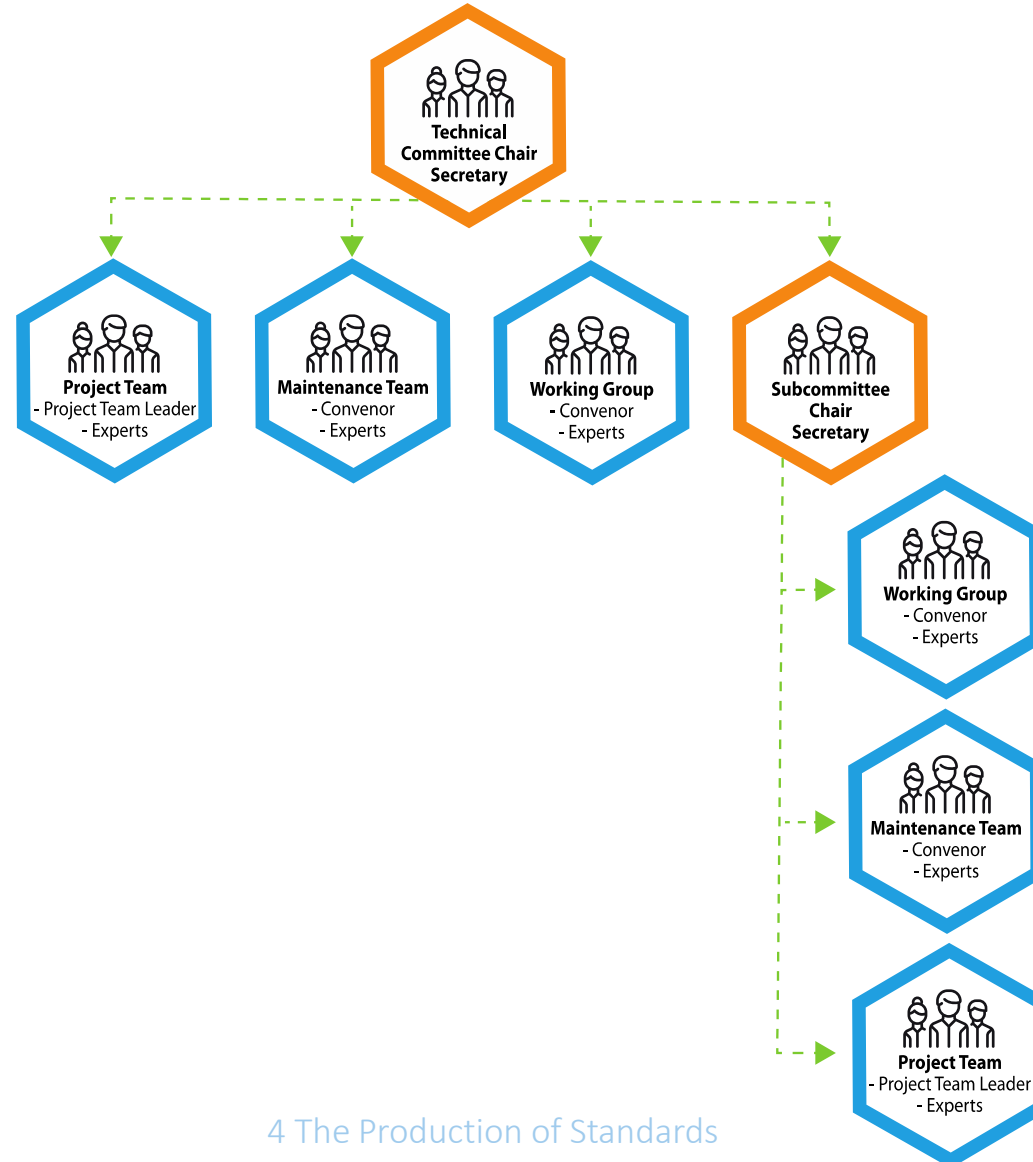 Technical
Committee Chair
Secretary
Project Team
- Project Team Leader
- Experts
Maintenance Team
- Convenor
- Experts
Working Group
- Convenor
- Experts
Subcommittee
Chair
Secretary
Working Group
- Convenor
- Experts
Maintenance Team
- Convenor
- Experts
Project Team
- Project Team Leader
- Experts
4 The Production of Standards